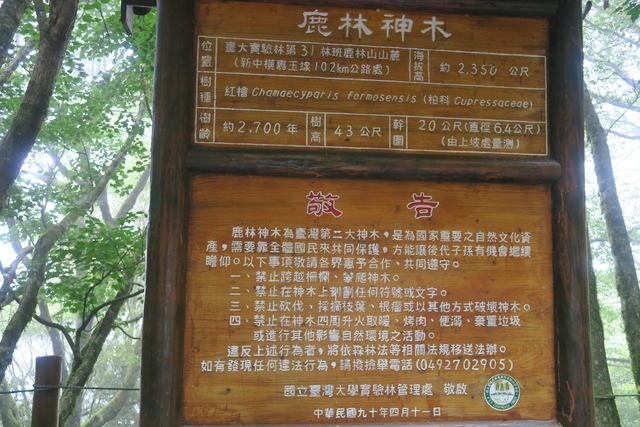 鹿林神木
位置 臺大實驗林第31林班鹿林山山麓 海拔高 約2,350公尺
(新中橫嘉玉線102km公路處)
樹種 紅檜 Chamaecyparis formosensis (柏科 Cupressaceae)
樹齡 約2,700年 樹高 43公尺 幹圍 20公尺(直徑6.4公尺)
(由上坡處量測)
敬告
鹿林神木為臺灣第二大神木,是為國家重要之自然文化資
產,需要靠全體國民來共同保護,方能讓後代子孫有機會繼續
瞻仰。以下事項敬請各界惠予合作、共同遵守。
一、禁止跨越柵欄、攀爬神木。
二、禁止在神木上刻劃任何符號或文字。
三、禁止砍伐、採摘枝葉、根瘤或以其他方式破壞神木。
四、禁止在神木四周升火取暖、烤肉、便溺、棄置垃圾
或進行其他影響自然環境之活動。
違反上述行為者,將依森林法等相關法規移送法辦。
如有發現任何違法行為,請撥檢舉電話(0492702905)
國立臺灣大學實驗林管理處 敬啟
中華民國九十年四月十一日